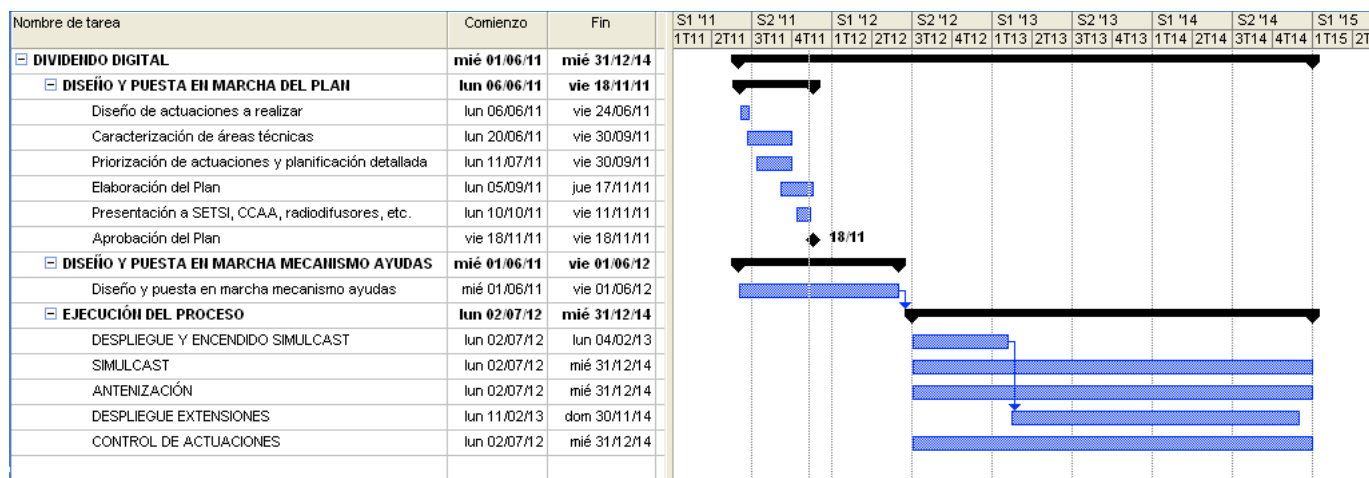 Nombre de tarea Comienzo Fin S1 '11 S2 '11 S1 '12 S2 '12 S1 '13 S2 '13 S1 '14 S2 '14 S1 '15
1T11 2T11 3T11 4T11 1T12 2T12 3T12 4T12 1T13 2T13 3T13 4T13 1T14 2T14 3T14 4T14 1T15 2T
DIVIDENDO DIGITAL mié 01/06/11 mié 31/12/14
DISEÑO Y PUESTA EN MARCHA DEL PLAN lun 06/06/11 vie 18/11/11
Diseño de actuaciones a realizar lun 06/06/11 vie 24/06/11
Caracterización de áreas técnicas lun 20/06/11 vie 30/09/11
Priorización de actuaciones y planificación detallada lun 11/07/11 vie 30/09/11
Elaboración del Plan lun 05/09/11 jue 17/11/11
Presentación a SETSI, CCAA, radiodifusores, etc. lun 10/10/11 vie 11/11/11
Aprobación del Plan vie 18/11/11 vie 18/11/11 18/11
DISEÑO Y PUESTA EN MARCHA MECANISMO AYUDAS mié 01/06/11 vie 01/06/12
Diseño y puesta en marcha mecanismo ayudas mié 01/06/11 vie 01/06/12
EJECUCIÓN DEL PROCESO lun 02/07/12 mié 31/12/14
DESPLIEGUE Y ENCENDIDO SIMULCAST lun 02/07/12 lun 04/02/13
SIMULCAST lun 02/07/12 mié 31/12/14
ANTENIZACIÓN lun 02/07/12 mié 31/12/14
DESPLIEGUE EXTENSIONES lun 11/02/13 dom 30/11/14
CONTROL DE ACTUACIONES lun 02/07/12 mié 31/12/14